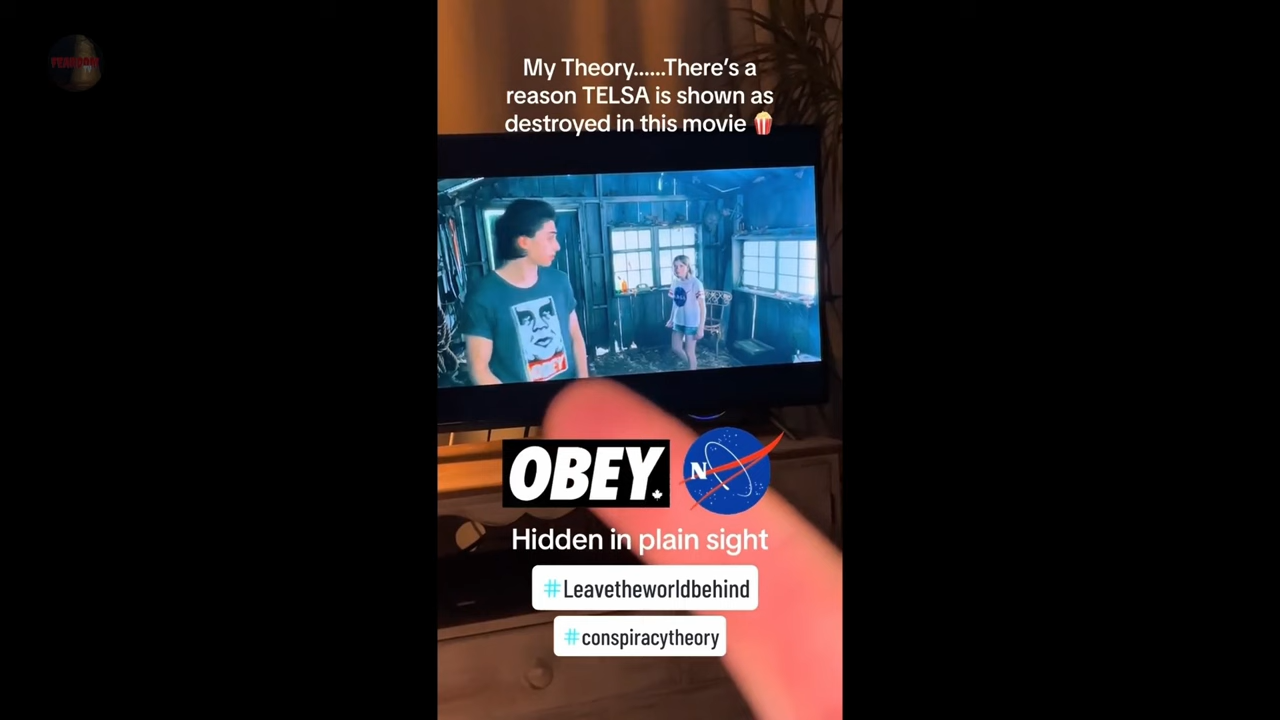 My Theory......There's a
reason TELSA is shown as
destroyed in this movie 🍿
OBEY
OBEY.
N
Hidden in plain sight
#Leavetheworldbehind
#conspiracytheory